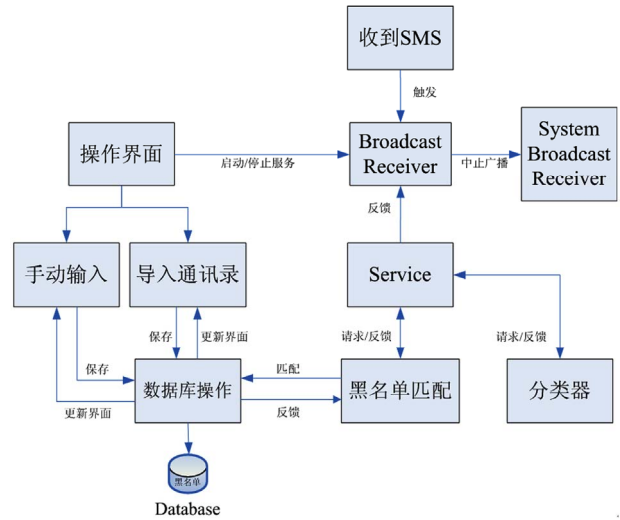 收到SMS
触发
操作界面
启动/停止服务
Broadcast
Receiver
中止广播
System
Broadcast
Receiver
反馈
手动输入
导入通讯录
Service
保存
更新界面
请求/反馈
请求/反馈
保存
匹配
数据库操作
黑名单匹配
分类器
更新界面
反馈
黑名单
Database